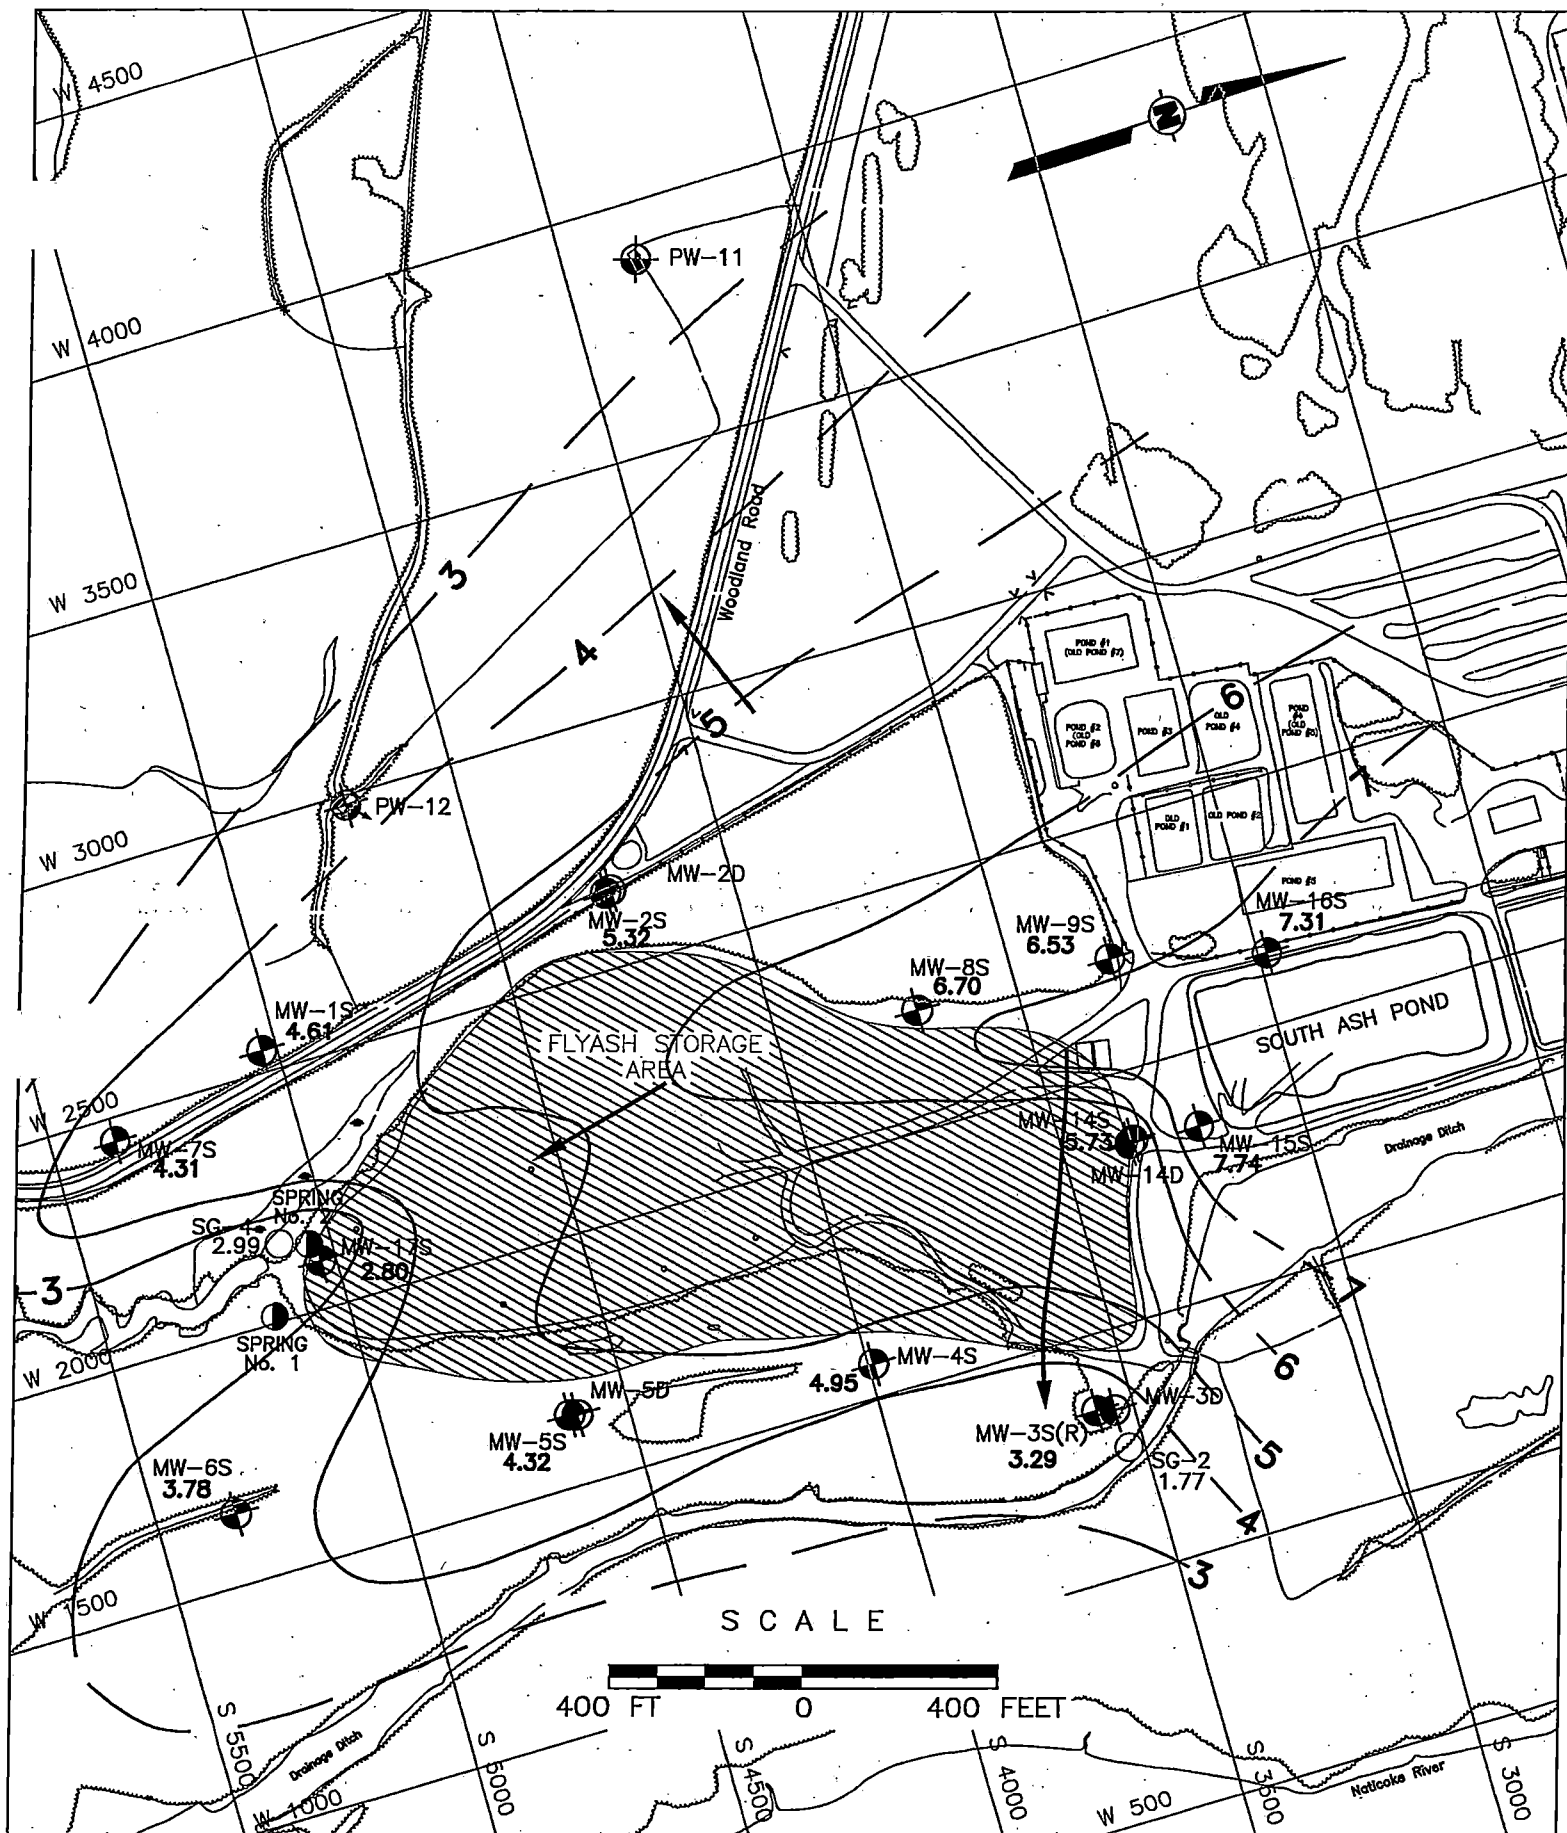 W 4500
N
PW-11
W 4000
Woodland Road
3
W 3500
4
POND #1
(OLD POND #7)
6
5
POND #2
(OLD
POND #6
POND #3
OLD
POND #4
POND
#4
(OLD
POND #5)
7
PW-12
OLD
POND #1
OLD POND #2
W 3000
MW-2D
POND #5
MW-2S
5.32
MW-9S
6.53
MW-16S
7.31
MW-8S
6.70
MW-1S
4.61
FLYASH STORAGE
AREA
SOUTH ASH POND
W 2500
MW-7S
4.31
MW-14S
5.73
MW-14D
MW-15S
7.74
Drainage Ditch
SPRING
No. 2
SG-4
2.99
MW-17S
2.80
3
7
SPRING
No. 1
W 2000
MW-4S
4.95
6
MW-5D
MW-3D
MW-5S
4.32
MW-3S(R)
3.29
5
SG-2
1.77
MW-6S
3.78
4
3
W 1500
SCALE
400 FT 0 400 FEET
S 5500
S 5000
S 4500
S 4000
S 3500
S 3000
Drainage Ditch
W 1000
W 500
Naticoke River